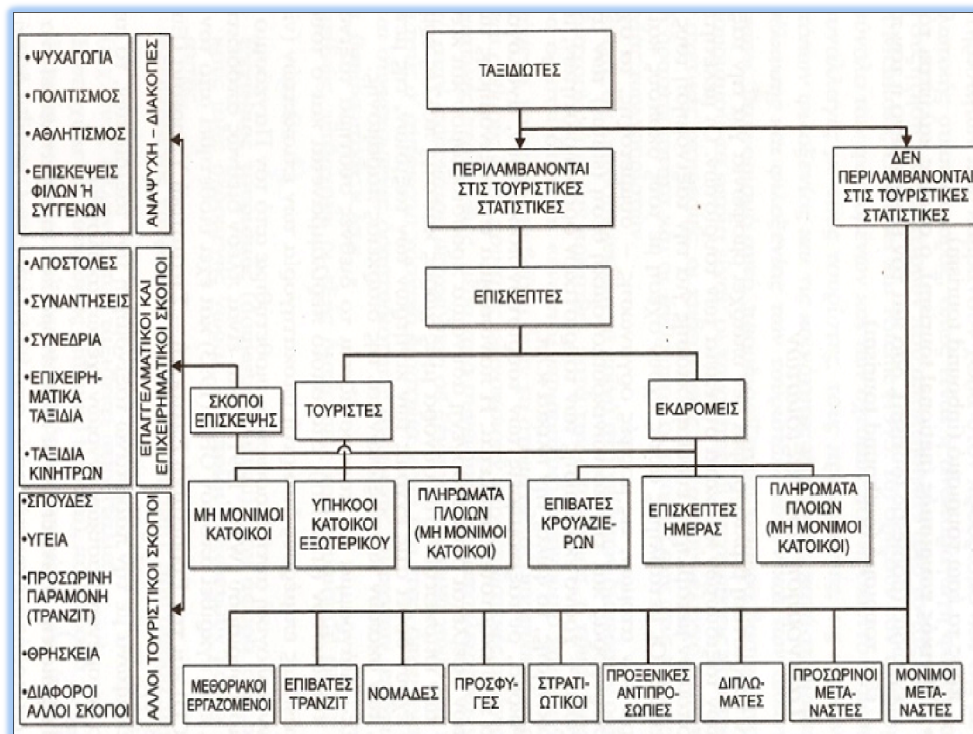 • ΨΥΧΑΓΩΓΙΑ
• ΠΟΛΙΤΙΣΜΟΣ
• ΑΘΛΗΤΙΣΜΟΣ
• ΕΠΙΣΚΕΨΕΙΣ
ΦΙΛΩΝ Ή
ΣΥΓΓΕΝΩΝ
ΑΝΑΨΥΧΗ – ΔΙΑΚΟΠΕΣ
• ΑΠΟΣΤΟΛΕΣ
• ΣΥΝΑΝΤΗΣΕΙΣ
• ΣΥΝΕΔΡΙΑ
• ΕΠΙΧΕΙΡΗ-
ΜΑΤΙΚΑ
ΤΑΞΙΔΙΑ
• ΤΑΞΙΔΙΑ
ΚΙΝΗΤΡΩΝ
ΕΠΑΓΓΕΛΜΑΤΙΚΟΙ ΚΑΙ
ΕΠΙΧΕΙΡΗΜΑΤΙΚΟΙ ΣΚΟΠΟΙ
• ΣΠΟΥΔΕΣ
• ΥΓΕΙΑ
• ΠΡΟΣΩΡΙΝΗ
ΠΑΡΑΜΟΝΗ
(ΤΡΑΝΖΙΤ)
• ΘΡΗΣΚΕΙΑ
• ΔΙΑΦΟΡΟΙ
ΑΛΛΟΙ ΣΚΟΠΟΙ
ΑΛΛΟΙ ΤΟΥΡΙΣΤΙΚΟΙ ΣΚΟΠΟΙ
ΤΑΞΙΔΙΩΤΕΣ
ΠΕΡΙΛΑΜΒΑΝΟΝΤΑΙ
ΣΤΙΣ ΤΟΥΡΙΣΤΙΚΕΣ
ΣΤΑΤΙΣΤΙΚΕΣ
ΔΕΝ
ΠΕΡΙΛΑΜΒΑΝΟΝΤΑΙ
ΣΤΙΣ ΤΟΥΡΙΣΤΙΚΕΣ
ΣΤΑΤΙΣΤΙΚΕΣ
ΕΠΙΣΚΕΠΤΕΣ
ΣΚΟΠΟΙ
ΕΠΙΣΚΕΨΗΣ
ΤΟΥΡΙΣΤΕΣ
ΕΚΔΡΟΜΕΙΣ
ΜΗ ΜΟΝΙΜΟΙ
ΚΑΤΟΙΚΟΙ
ΥΠΗΚΟΟΙ
ΚΑΤΟΙΚΟΙ
ΕΞΩΤΕΡΙΚΟΥ
ΠΛΗΡΩΜΑΤΑ
ΠΛΟΙΩΝ
(ΜΗ ΜΟΝΙΜΟΙ
ΚΑΤΟΙΚΟΙ)
ΕΠΙΒΑΤΕΣ
ΚΡΟΥΑΖΙΕ-
ΡΩΝ
ΕΠΙΣΚΕΠΤΕΣ
ΗΜΕΡΑΣ
ΠΛΗΡΩΜΑΤΑ
ΠΛΟΙΩΝ
(ΜΗ ΜΟΝΙΜΟΙ
ΚΑΤΟΙΚΟΙ)
ΜΕΘΟΡΙΑΚΟΙ
ΕΡΓΑΖΟΜΕΝΟΙ
ΕΠΙΒΑΤΕΣ
ΤΡΑΝΖΙΤ
ΝΟΜΑΔΕΣ
ΠΡΟΣΦΥ-
ΓΕΣ
ΣΤΡΑΤΙ-
ΩΤΙΚΟΙ
ΠΡΟΞΕΝΙΚΕΣ
ΑΝΤΙΠΡΟ-
ΣΩΠΙΕΣ
ΔΙΠΛΩ-
ΜΑΤΕΣ
ΠΡΟΣΩΡΙΝΟΙ
ΜΕΤΑ-
ΝΑΣΤΕΣ
ΜΟΝΙΜΟΙ
ΜΕΤΑ-
ΝΑΣΤΕΣ